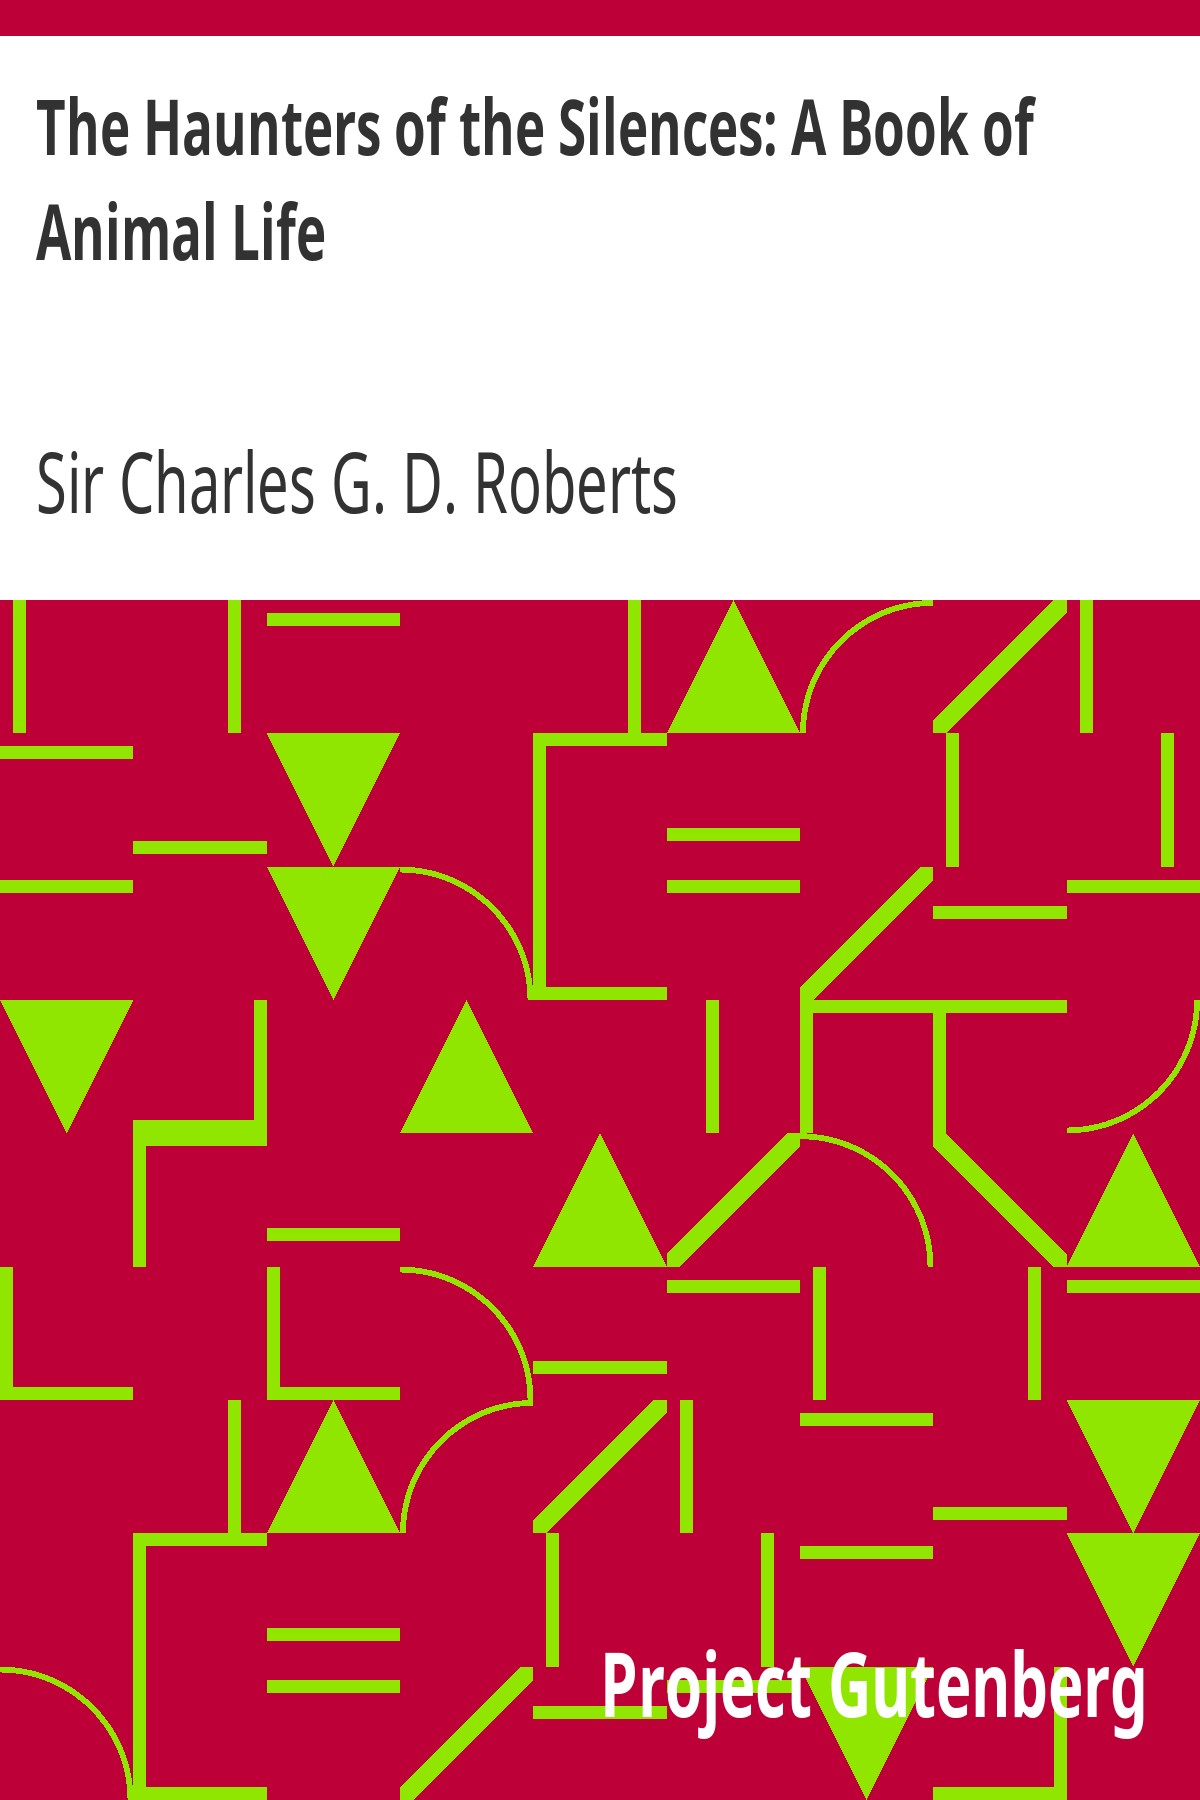 The Haunters of the Silences: A Book of
Animal Life
Sir Charles G. D. Roberts
Project Gutenberg